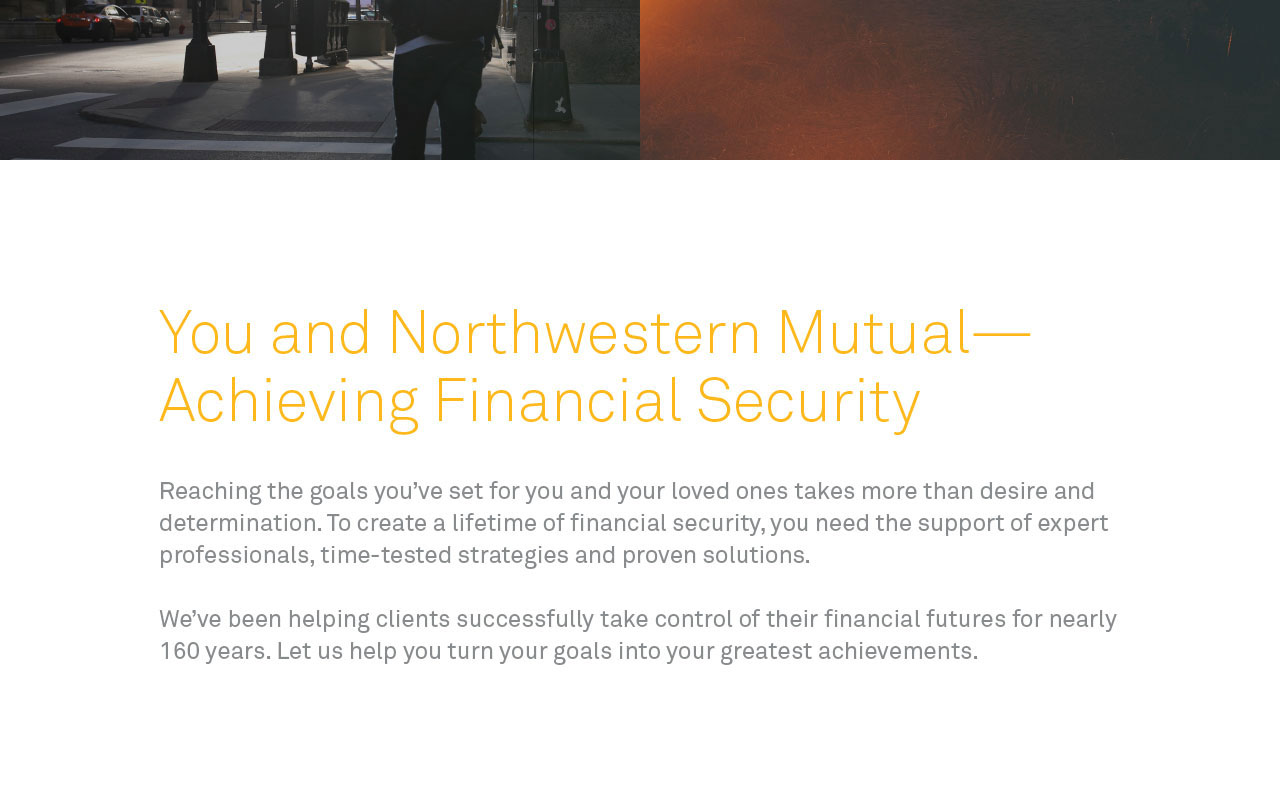 You and Northwestern Mutual—
Achieving Financial Security
Reaching the goals you’ve set for you and your loved ones takes more than desire and
determination. To create a lifetime of financial security, you need the support of expert
professionals, time-tested strategies and proven solutions.
We’ve been helping clients successfully take control of their financial futures for nearly
160 years. Let us help you turn your goals into your greatest achievements.